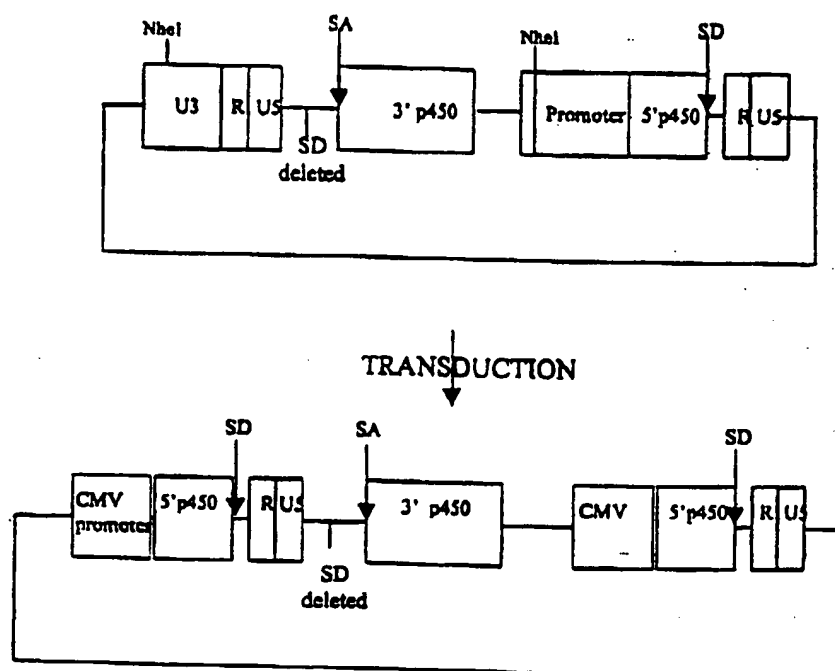 NheI SA NheI SD
U3 R U5 3' p450 Promoter 5'p450 R U5
SD
deleted
TRANSDUCTION
SD SA SD
CMV
promoter 5'p450 R U5 3' p450 CMV 5'p450 R U5
SD
deleted